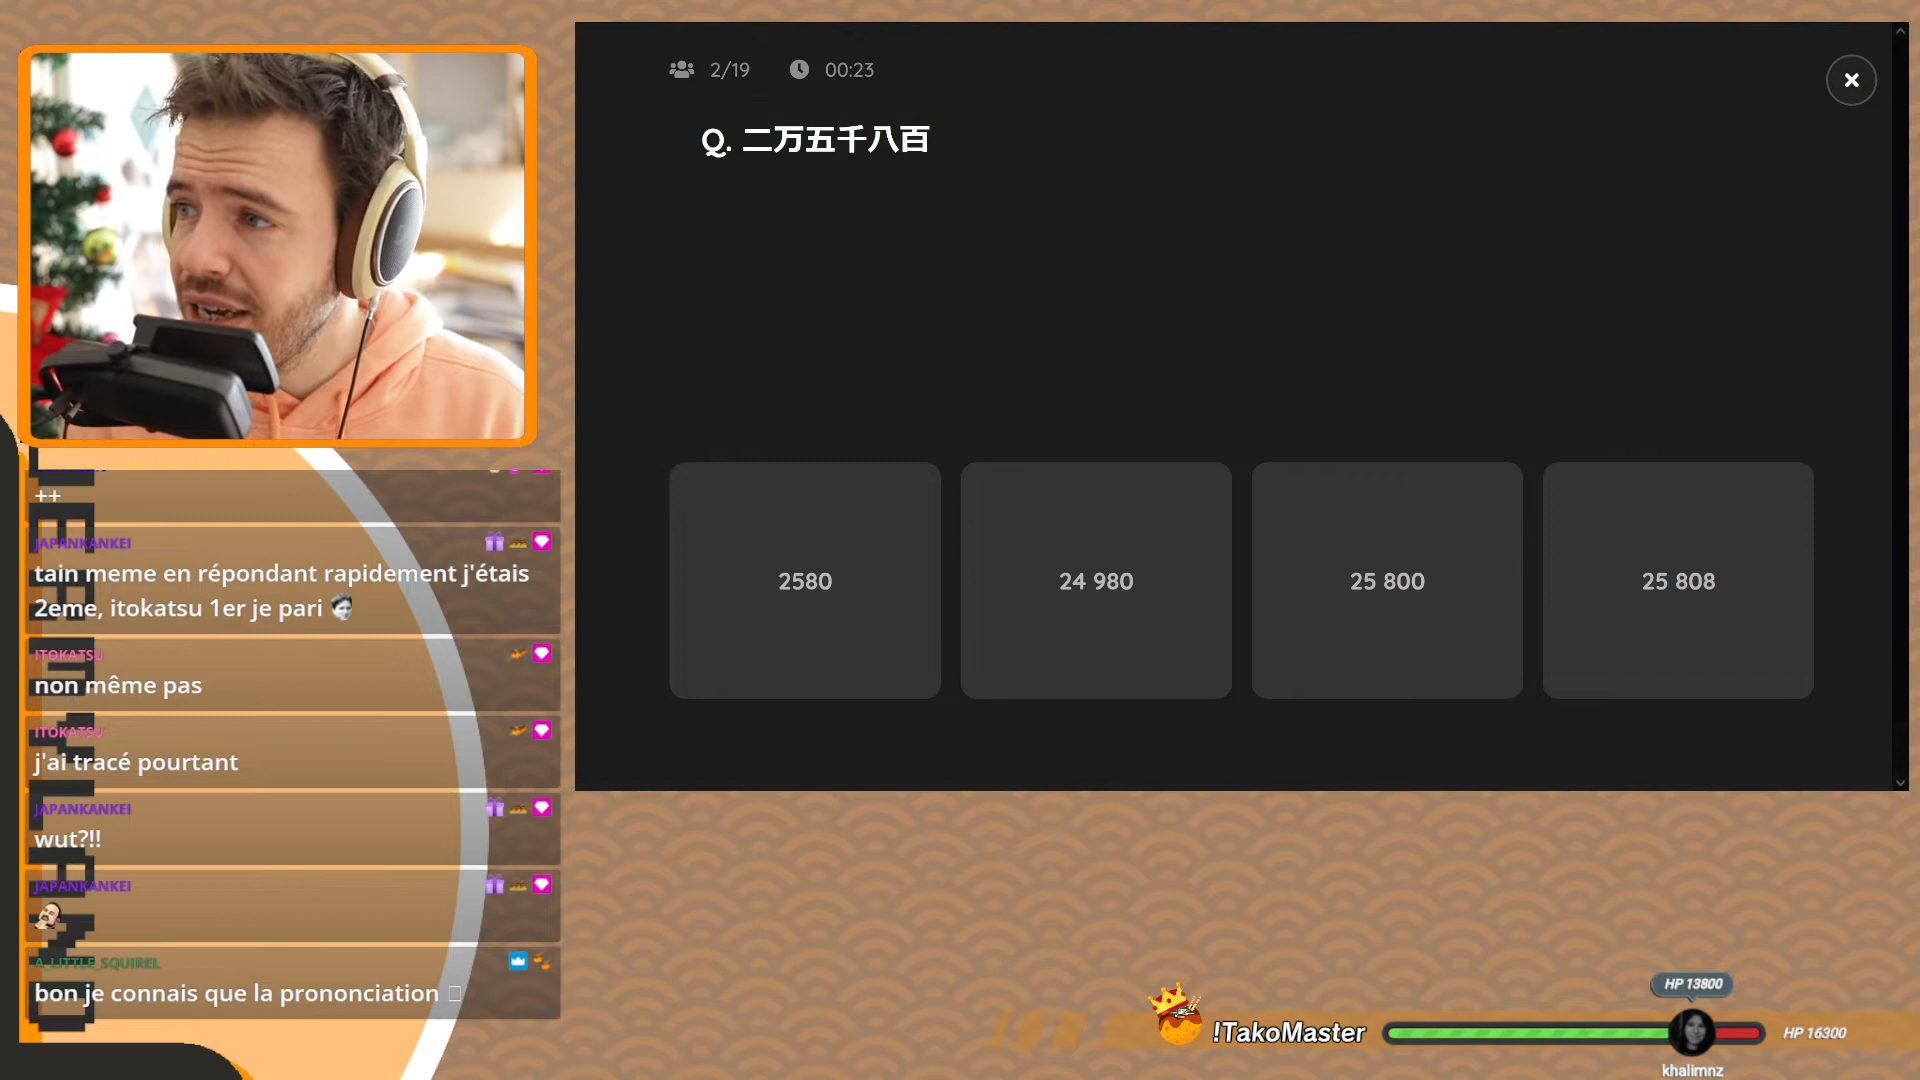 2/19
00:23
Q. 二万五千八百
2580
24 980
25 800
25 808
++
JAPANKANKEI
tain meme en répondant rapidement j'étais
2eme, itokatsu 1er je pari
ITOKATSU
non même pas
ITOKATSU
j'ai tracé pourtant
JAPANKANKEI
wut?!!
JAPANKANKEI
A_LITTLE_SQUIREL
bon je connais que la prononciation
HP 13800
!TakoMaster
HP 16300
khalimnz